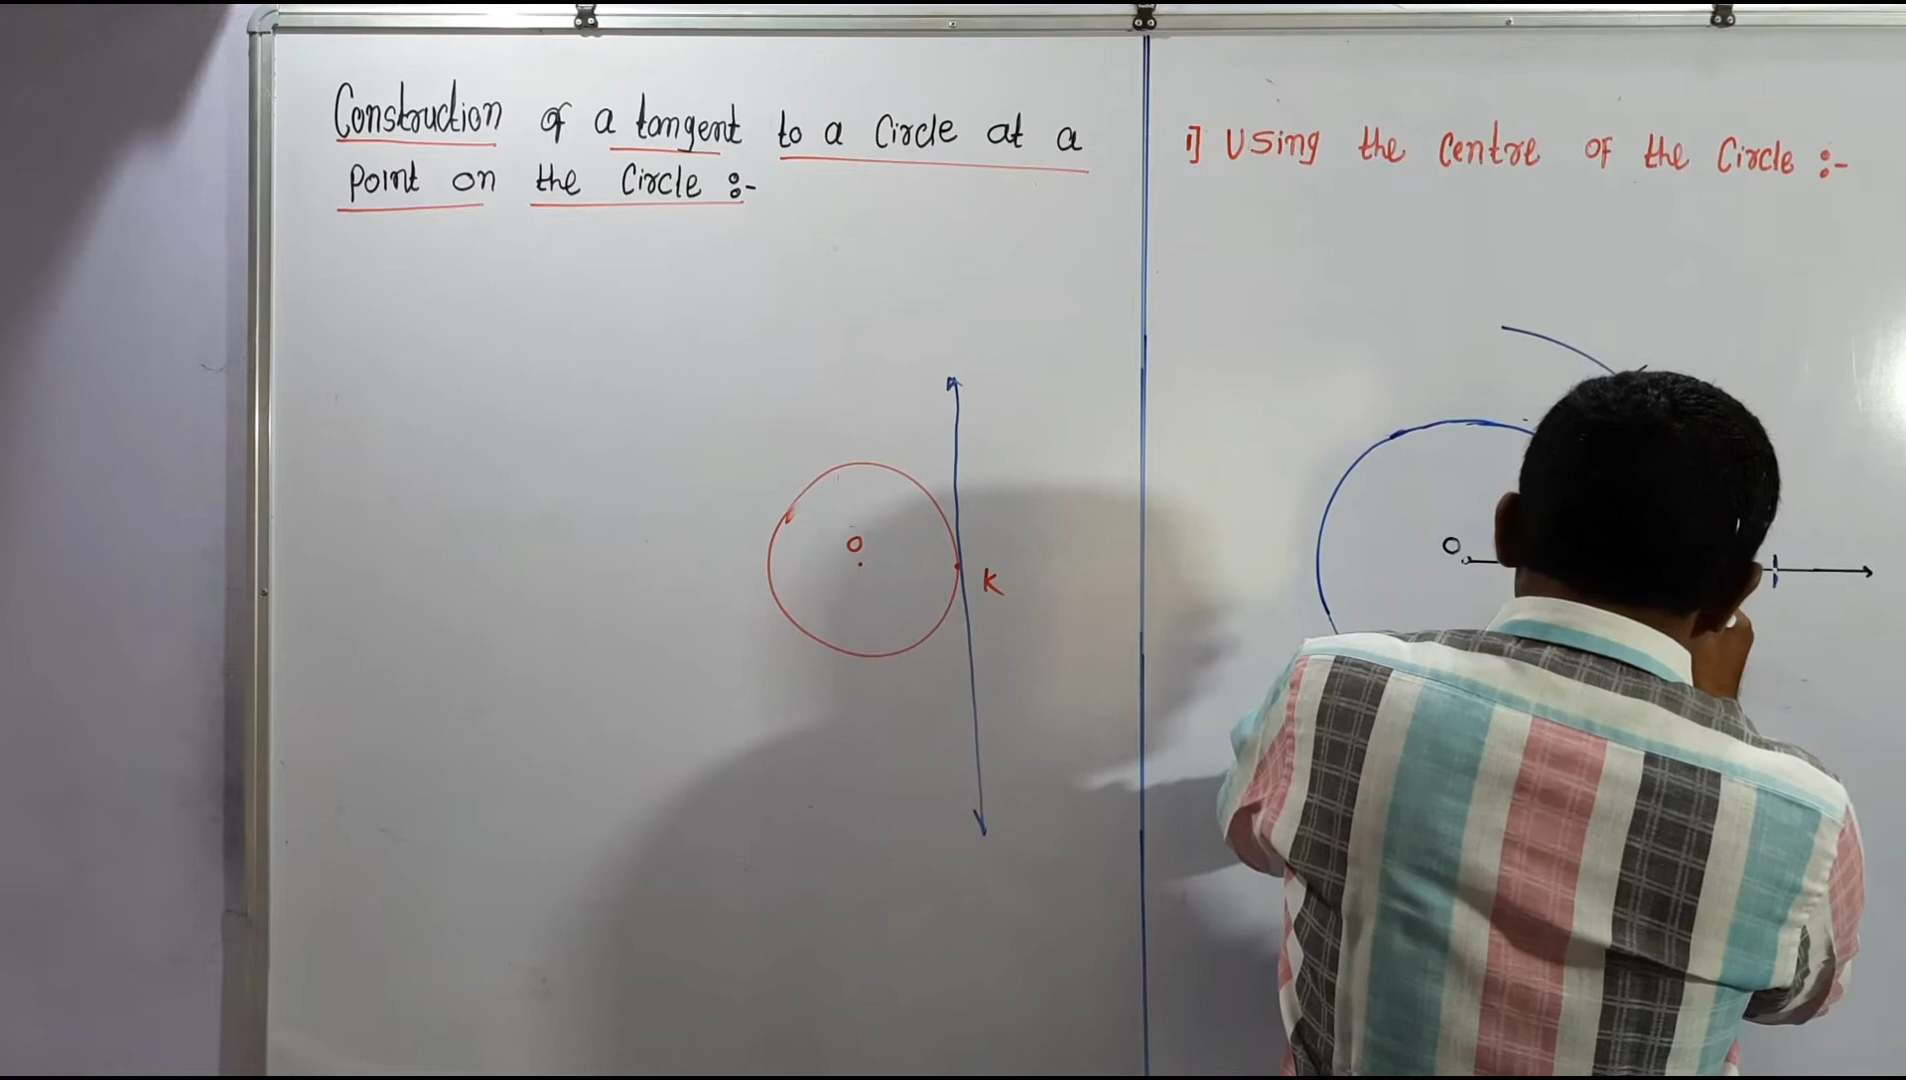 Construction of a tangent to a Circle at a
Point on the Circle :-
i] Using the Centre of the Circle :-
O
K
O